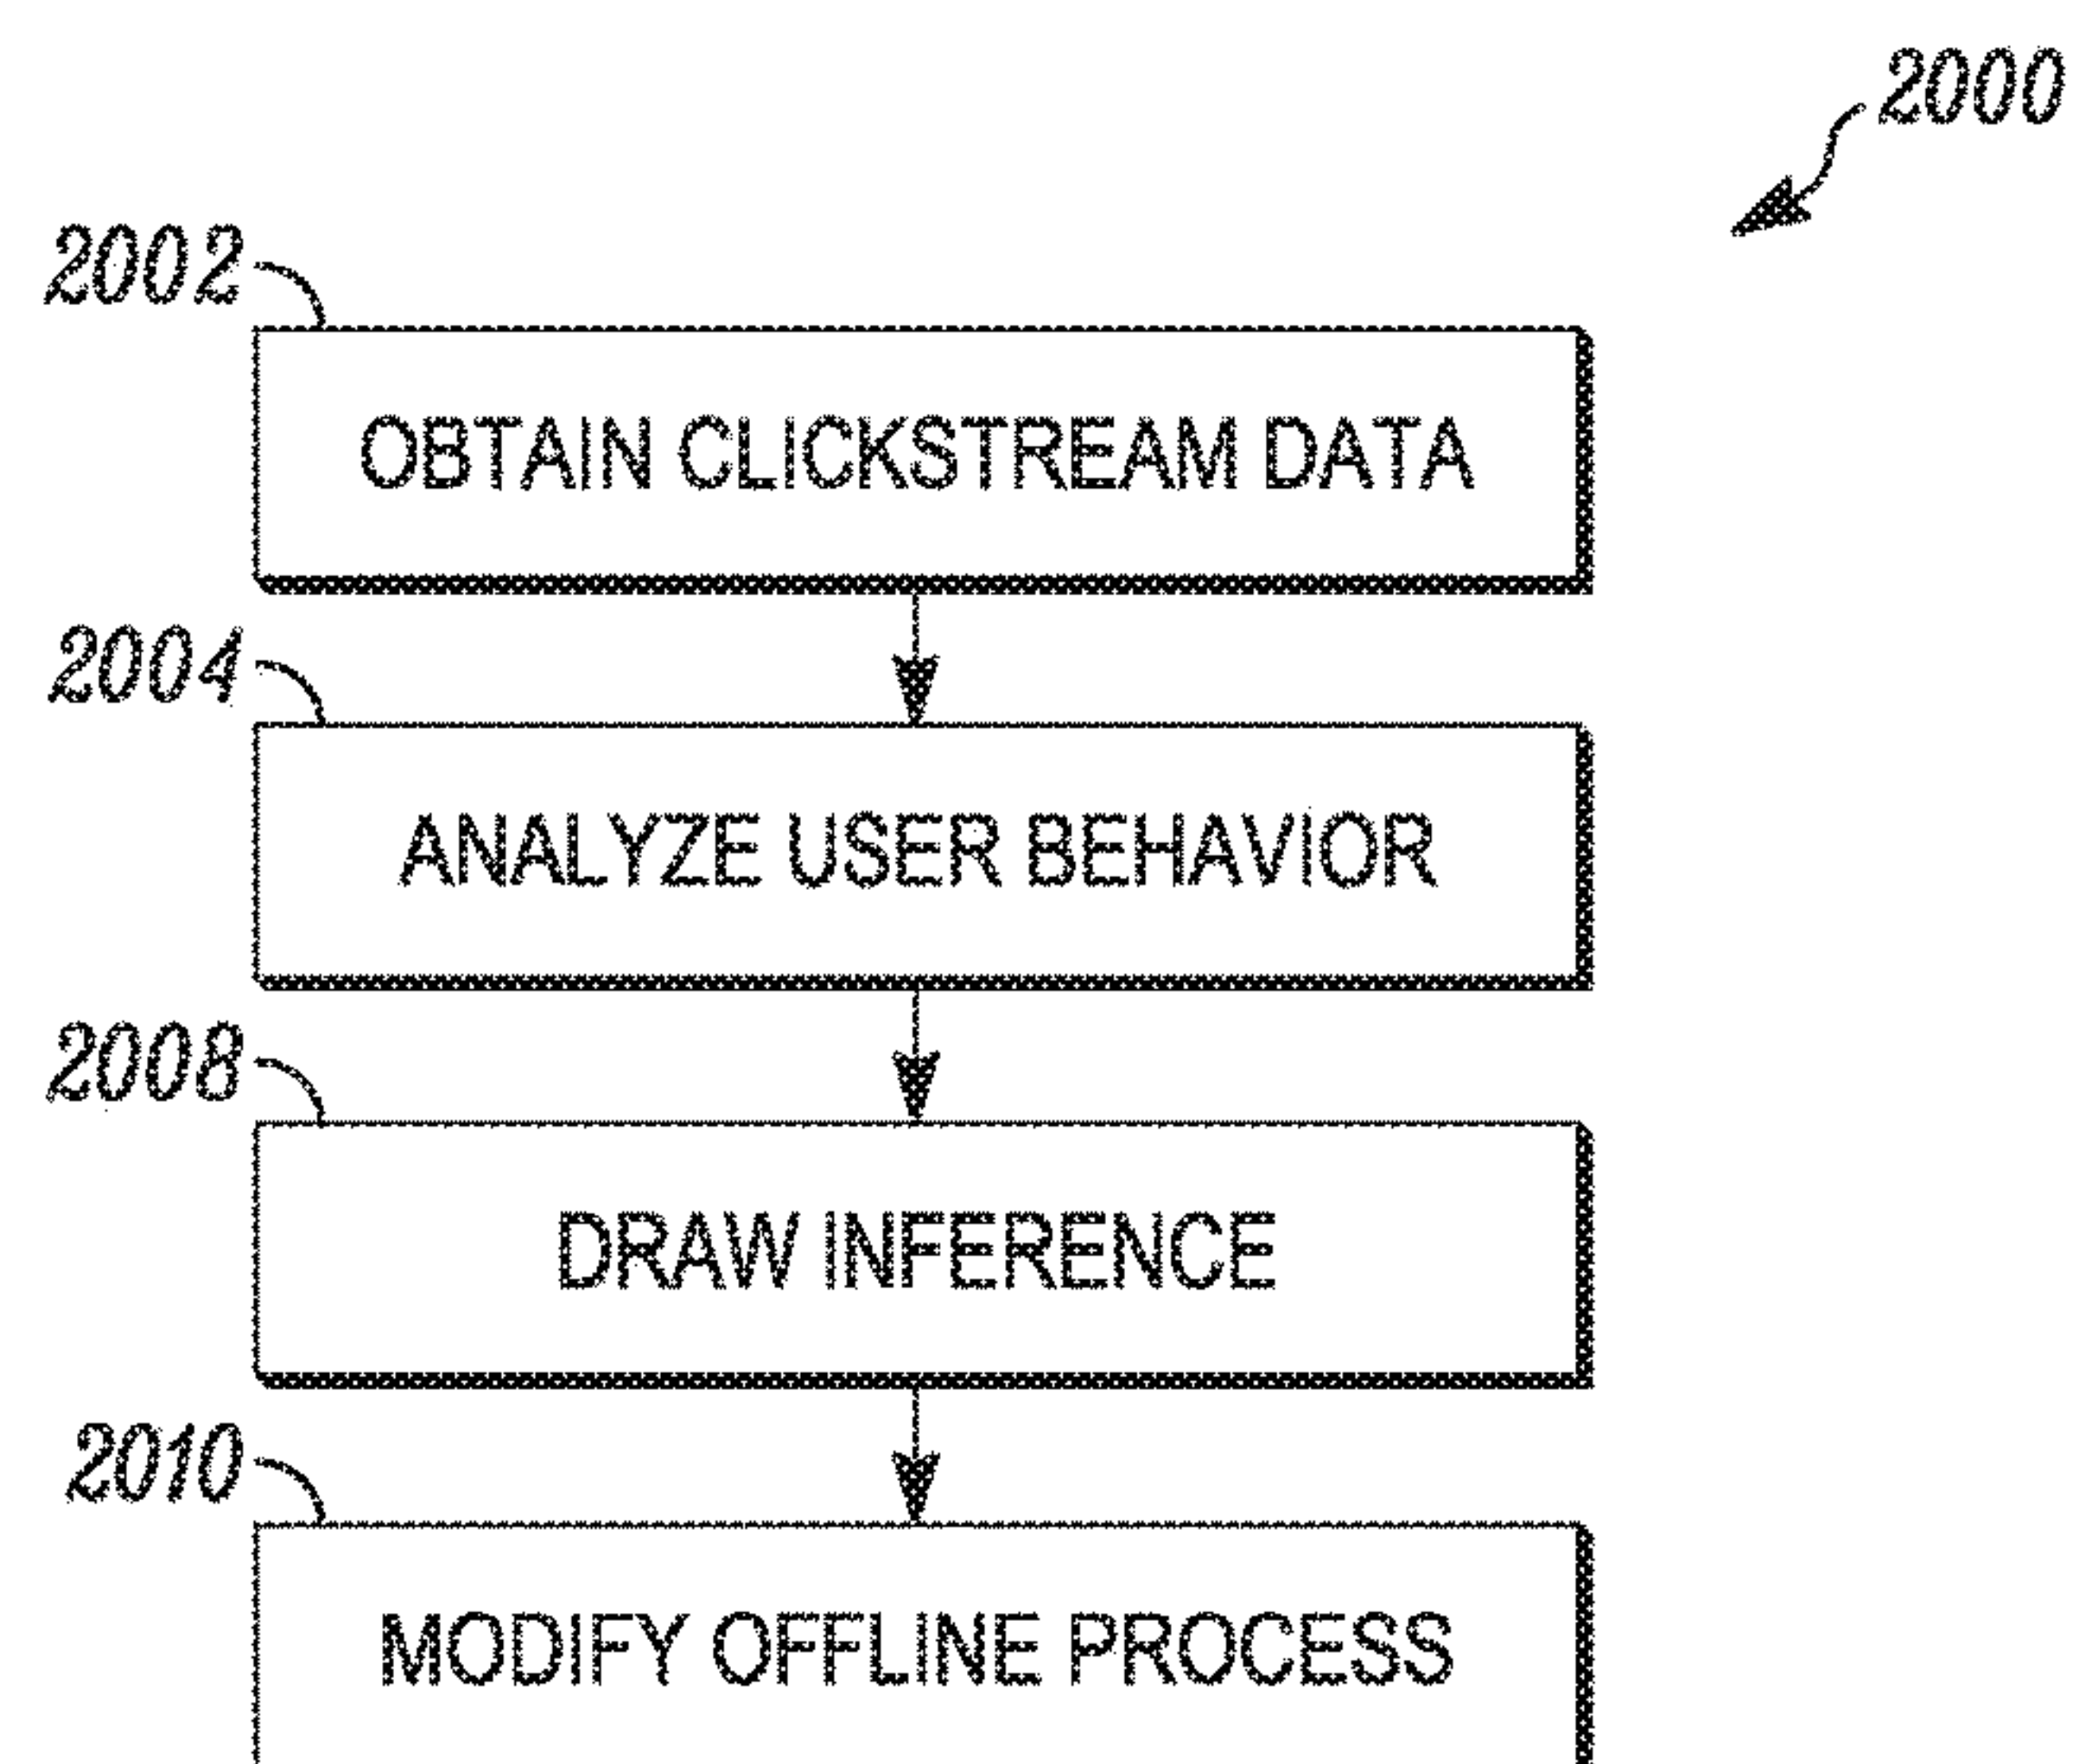 2000
2002
OBTAIN CLICKSTREAM DATA
2004
ANALYZE USER BEHAVIOR
2008
DRAW INFERENCE
2010
MODIFY OFFLINE PROCESS